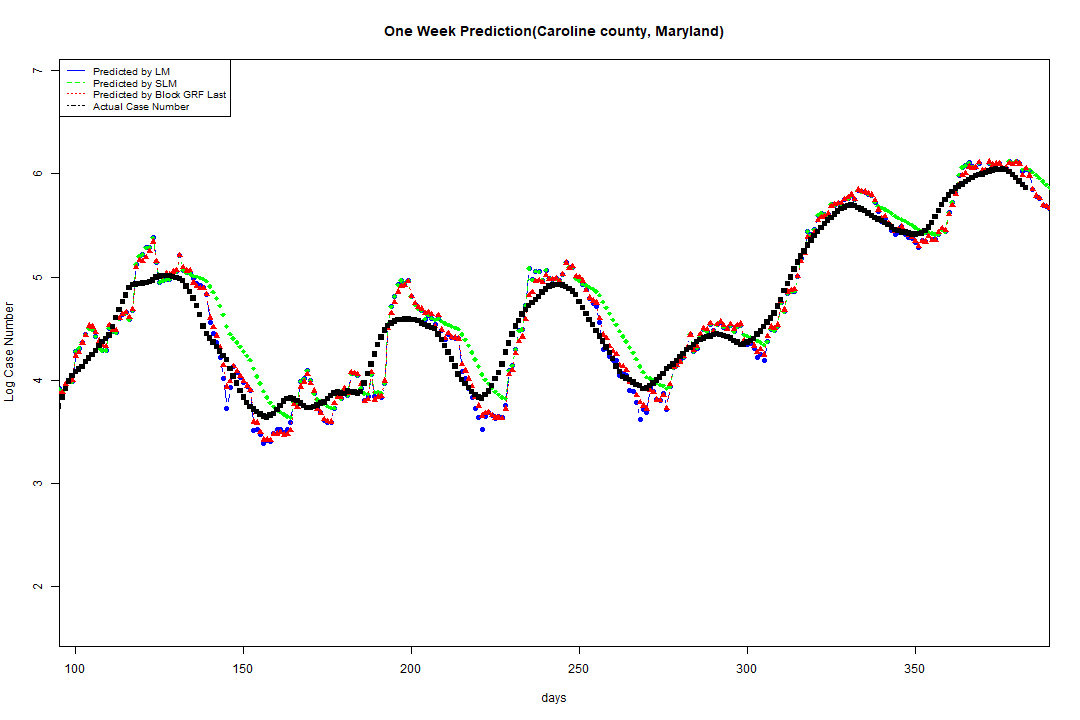 One Week Prediction(Caroline county, Maryland)
Predicted by LM
Predicted by SLM
Predicted by Block GRF Last
Actual Case Number
7
6
5
4
3
2
Log Case Number
100 150 200 250 300 350
days